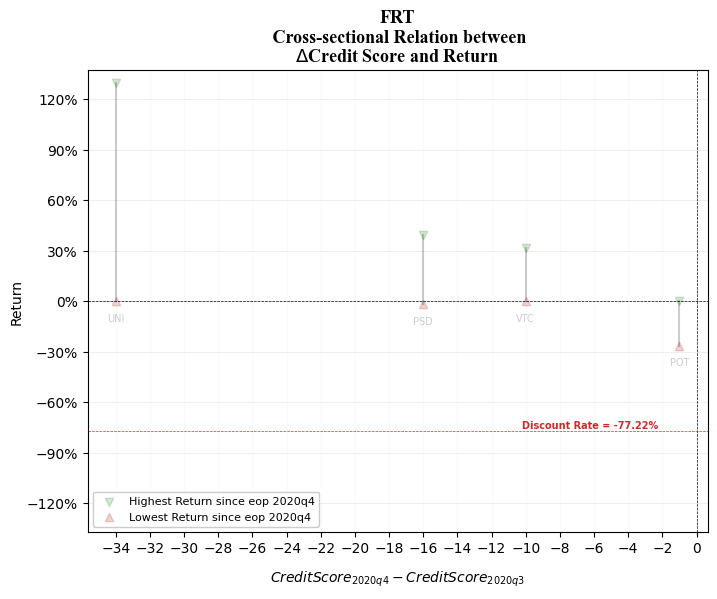 FRT
Cross-sectional Relation between
ΔCredit Score and Return
120%
90%
60%
30%
0%
−30%
−60%
−90%
−120%
Return
UNI
PSD
VTC
POT
Discount Rate = -77.22%
Highest Return since eop 2020q4
Lowest Return since eop 2020q4
−34 −32 −30 −28 −26 −24 −22 −20 −18 −16 −14 −12 −10 −8 −6 −4 −2 0
CreditScore2020q4 − CreditScore2020q3